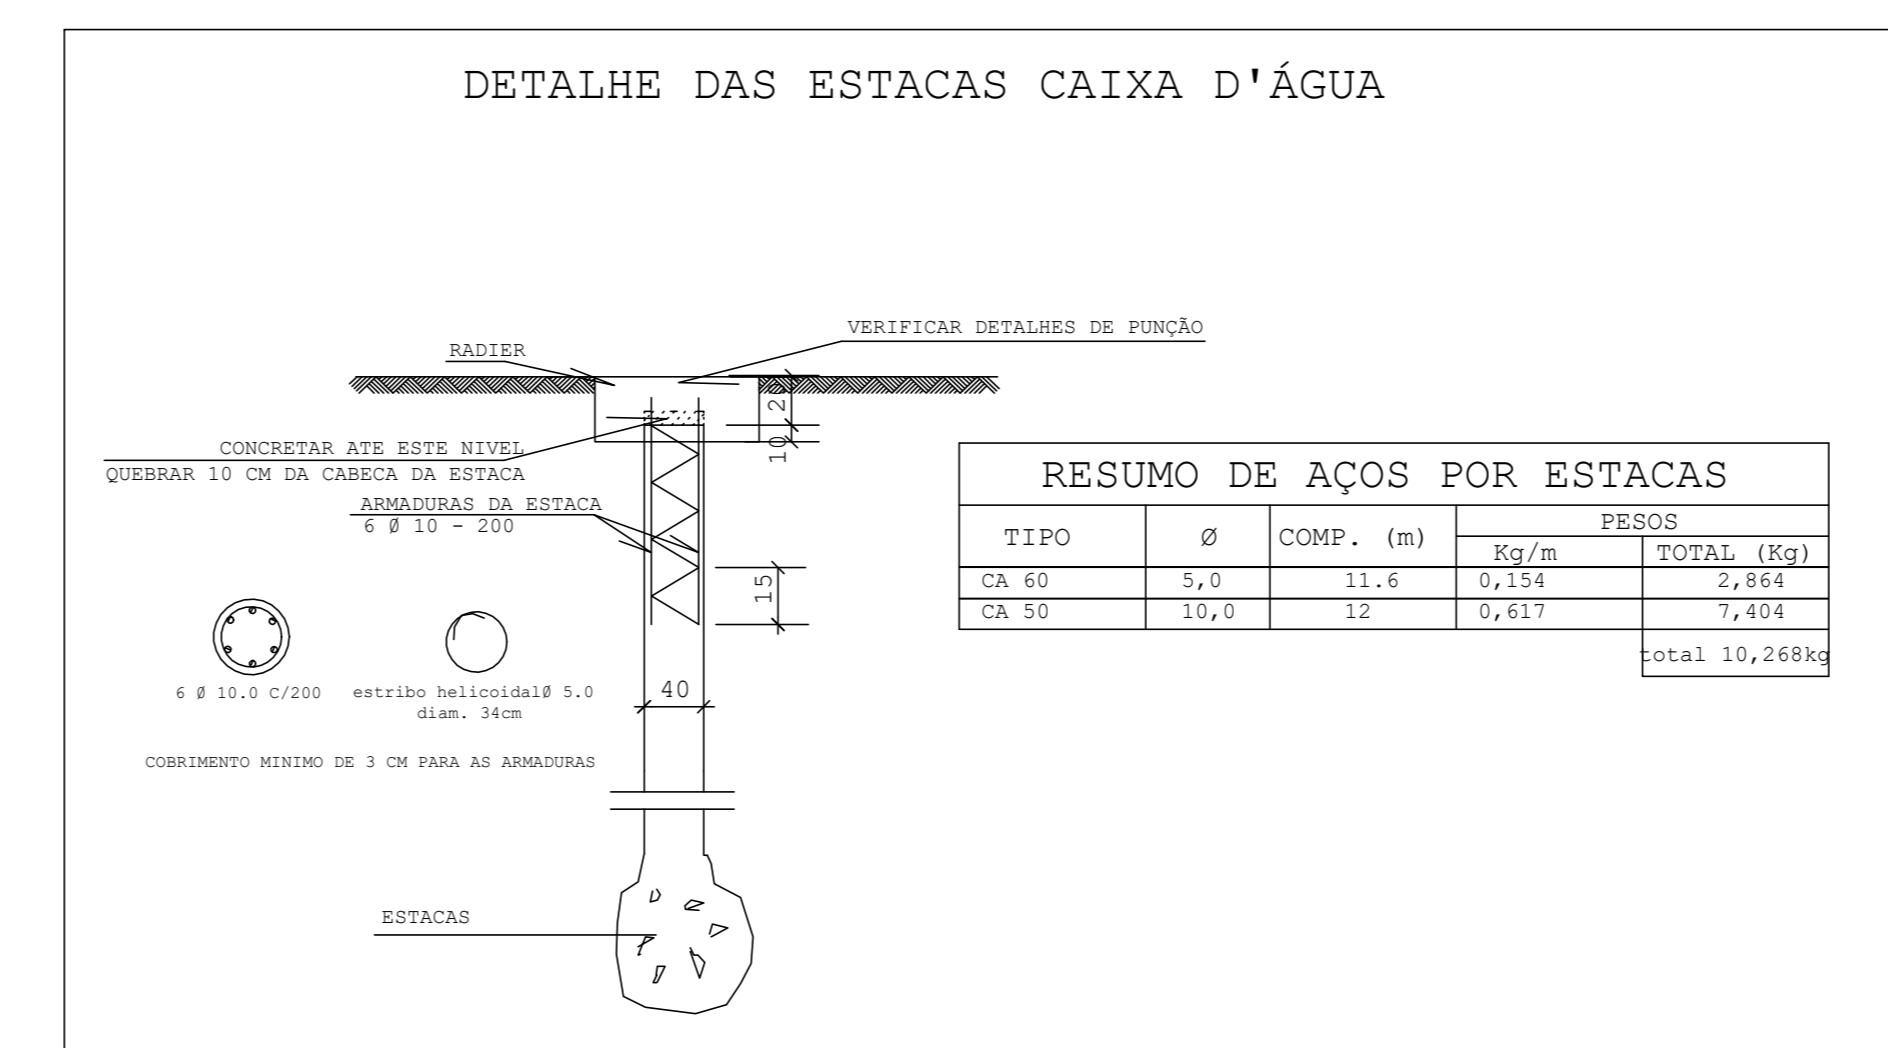 DETALHE DAS ESTACAS CAIXA D'ÁGUA
VERIFICAR DETALHES DE PUNÇÃO
RADIER
20
10
CONCRETAR ATE ESTE NIVEL
QUEBRAR 10 CM DA CABECA DA ESTACA
ARMADURAS DA ESTACA
6 Ø 10 - 200
15
6 Ø 10.0 C/200
estribo helicoidalØ 5.0
diam. 34cm
40
COBRIMENTO MINIMO DE 3 CM PARA AS ARMADURAS
ESTACAS
RESUMO DE AÇOS POR ESTACAS
TIPO Ø COMP. (m) PESOS
Kg/m TOTAL (Kg)
CA 60 5,0 11.6 0,154 2,864
CA 50 10,0 12 0,617 7,404
total 10,268kg